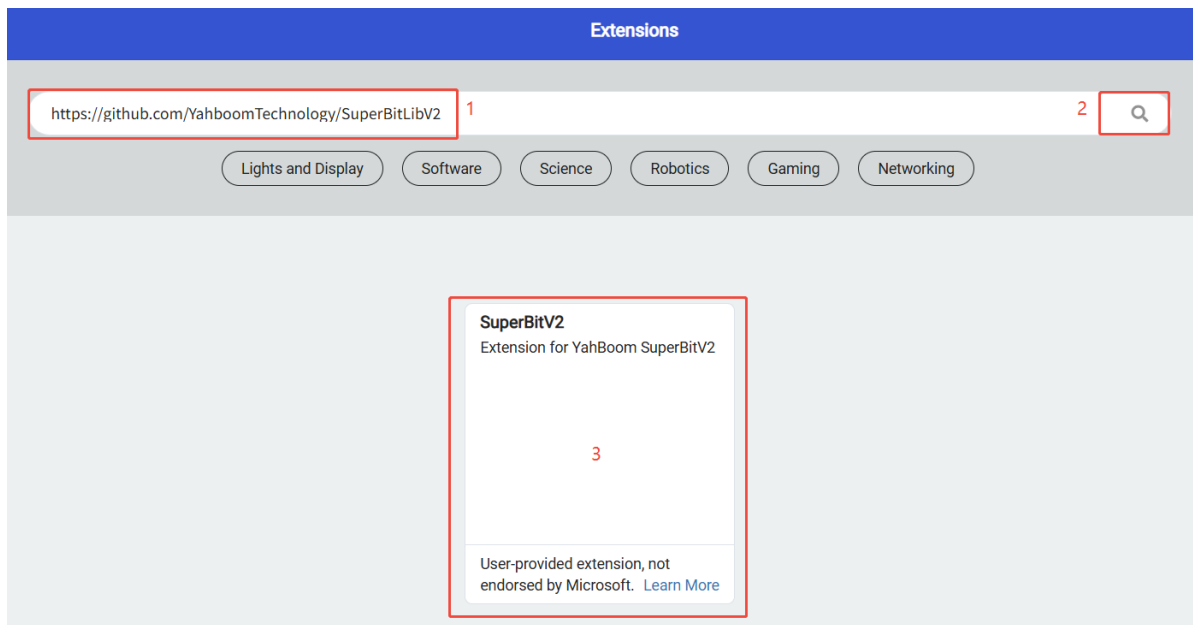 Extensions
https://github.com/YahboomTechnology/SuperBitLibV2 1 2
Lights and Display Software Science Robotics Gaming Networking
SuperBitV2
Extension for YahBoom SuperBitV2
3
User-provided extension, not
endorsed by Microsoft. Learn More